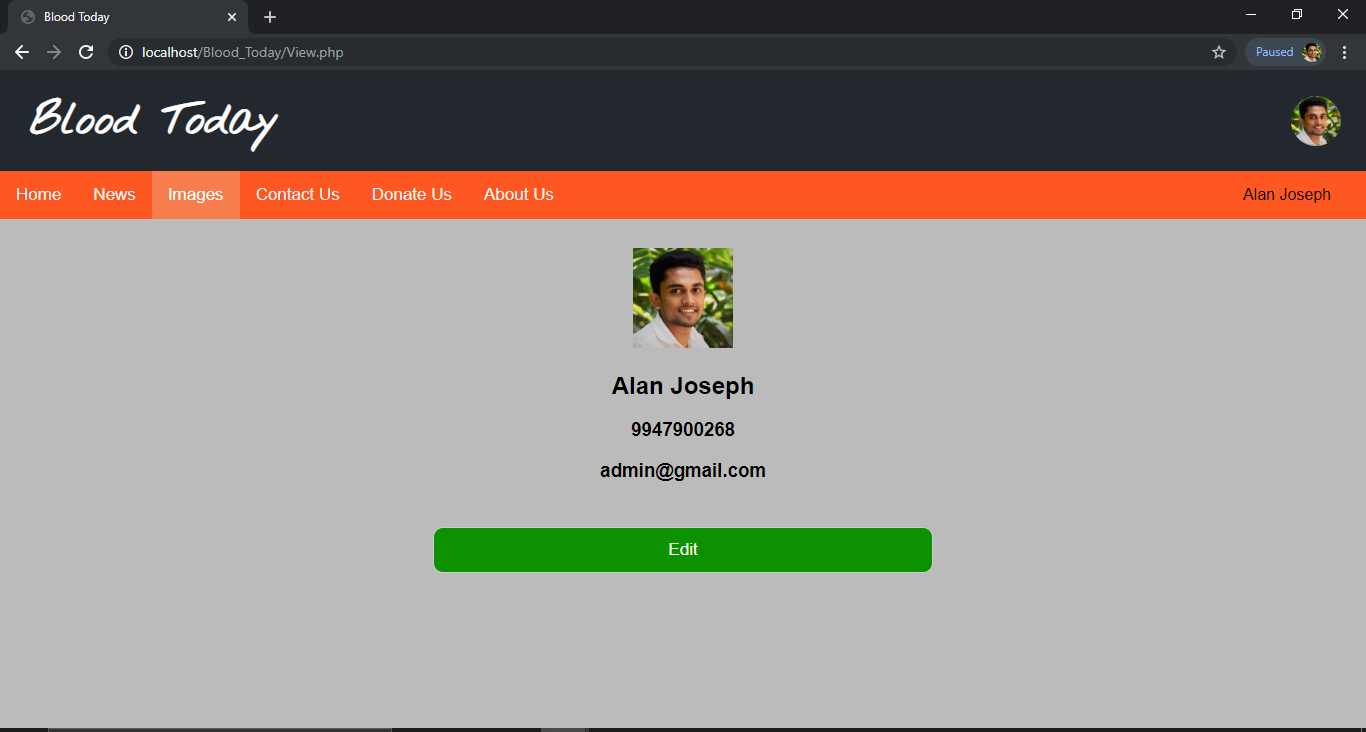 Blood Today
localhost/Blood_Today/View.php
Paused
Blood Today
Home News Images Contact Us Donate Us About Us Alan Joseph
Alan Joseph
9947900268
admin@gmail.com
Edit